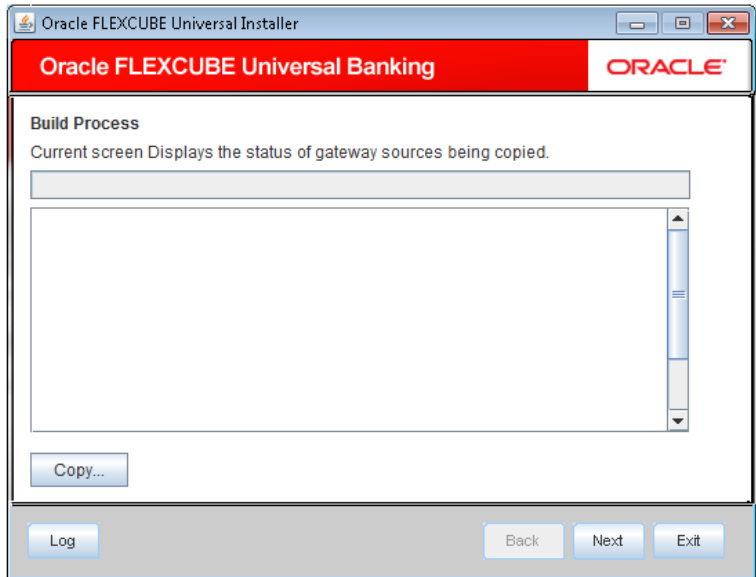 Oracle FLEXCUBE Universal Installer
Oracle FLEXCUBE Universal Banking
ORACLE
Build Process
Current screen Displays the status of gateway sources being copied.
Copy...
Log
Back
Next
Exit